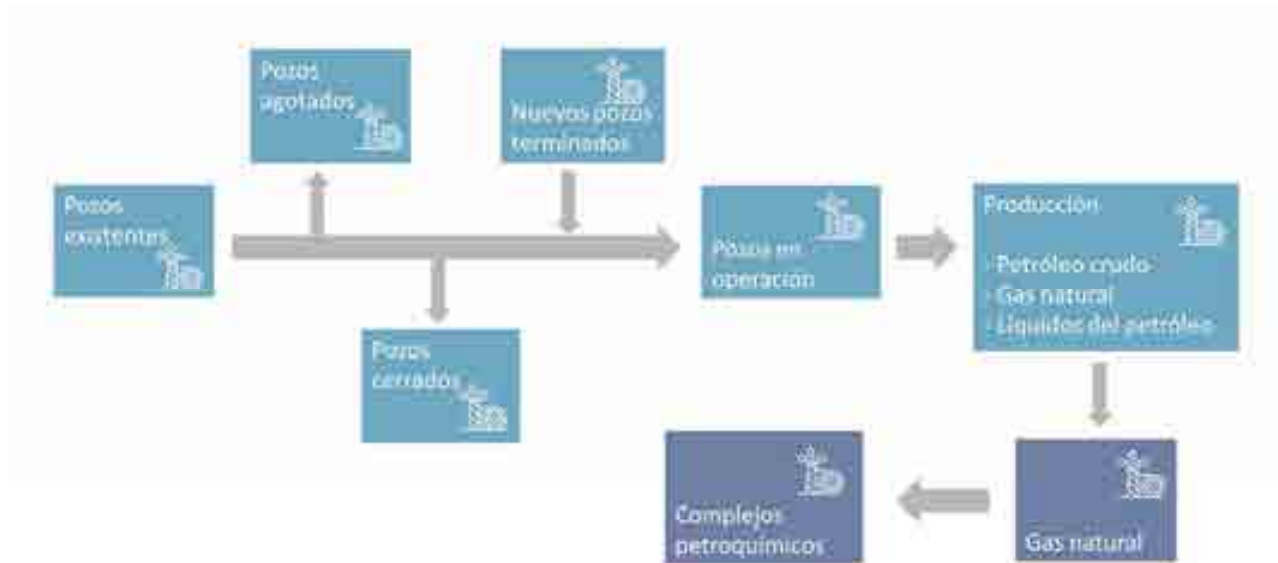 Pozos
agotados
Nuevos pozos
terminados
Pozos
existentes
Pozos en
operación
Producción
- Petróleo crudo
- Gas natural
- Líquidos del petróleo
Pozos
cerrados
Complejos
petroquímicos
Gas natural